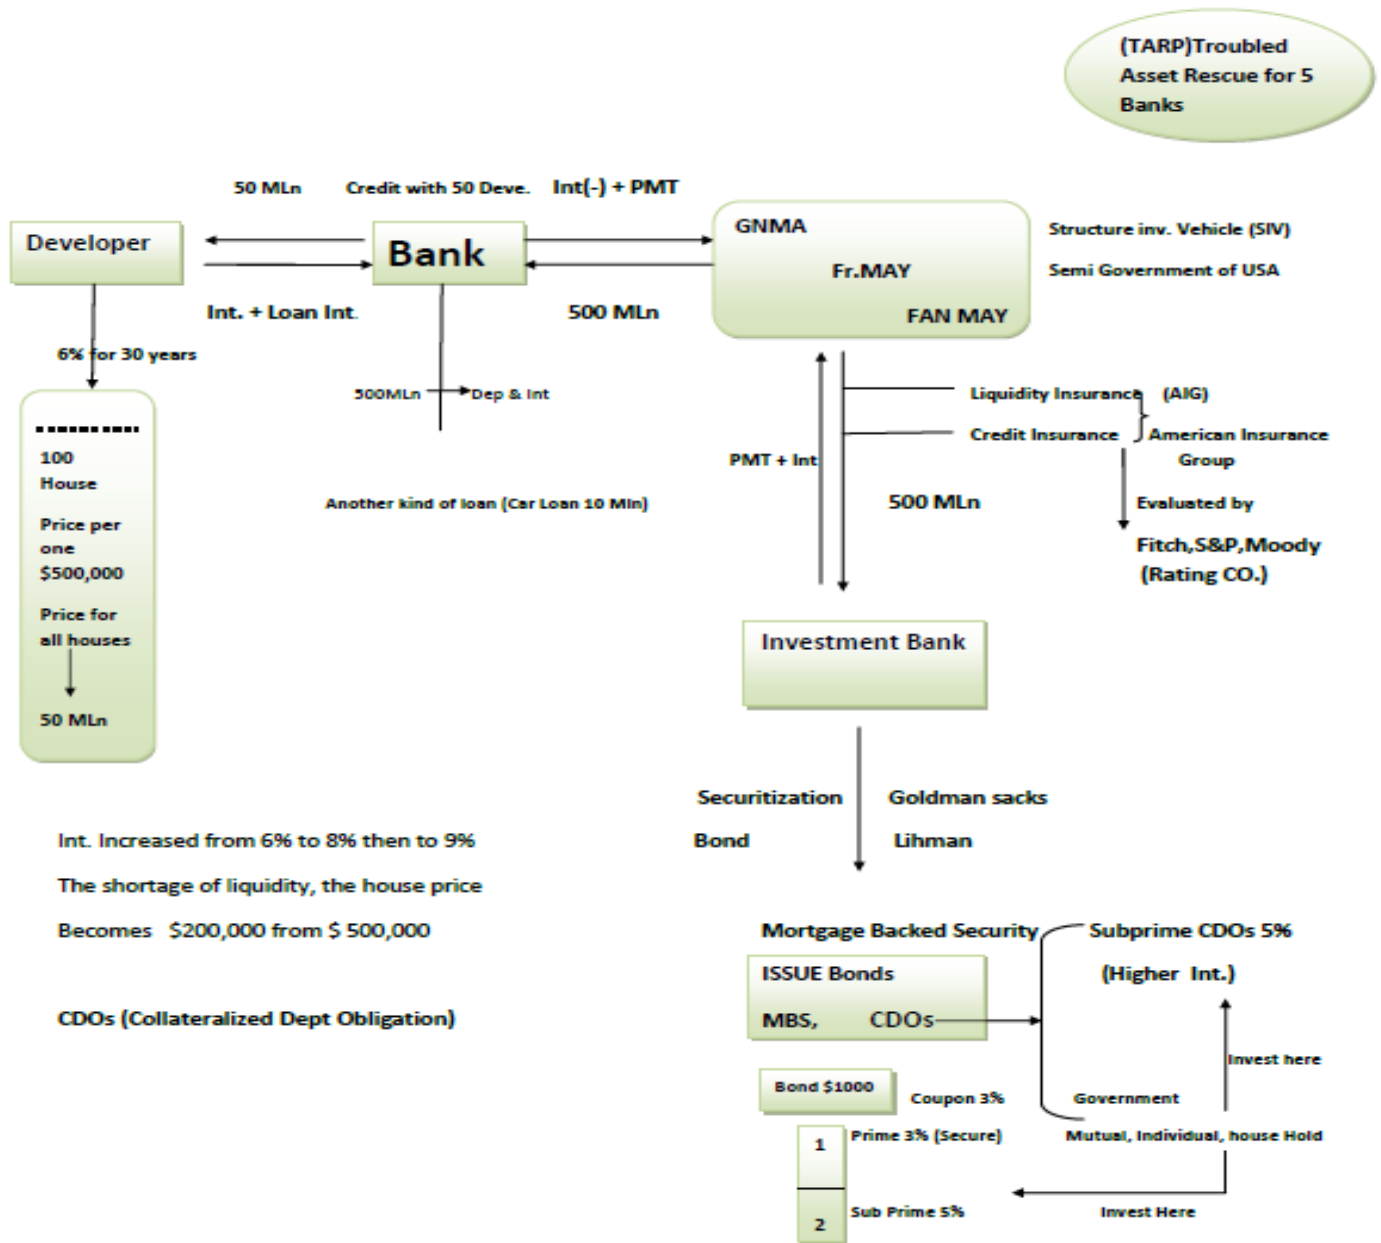 (TARP)Troubled
Asset Rescue for 5
Banks
50 MLn
Credit with 50 Deve.
Int(-) + PMT
Developer
Bank
GNMA
Fr.MAY
FAN MAY
Structure inv. Vehicle (SIV)
Semi Government of USA
Int. + Loan Int.
500 MLn
6% for 30 years
500MLn
Dep & Int
Liquidity Insurance
(AIG)
Credit Insurance
American Insurance
Group
100
House
Price per
one
$500,000
Price for
all houses
50 MLn
PMT + Int
500 MLn
Another kind of loan (Car Loan 10 Mln)
Evaluated by
Fitch,S&P,Moody
(Rating CO.)
Investment Bank
Securitization
Goldman sacks
Bond
Lihman
Int. Increased from 6% to 8% then to 9%
The shortage of liquidity, the house price
Becomes $200,000 from $ 500,000
CDOs (Collateralized Dept Obligation)
Mortgage Backed Security
Subprime CDOs 5%
(Higher Int.)
ISSUE Bonds
MBS, CDOs
Invest here
Bond $1000
Coupon 3%
Government
1
Prime 3% (Secure)
Mutual, Individual, house Hold
2
Sub Prime 5%
Invest Here